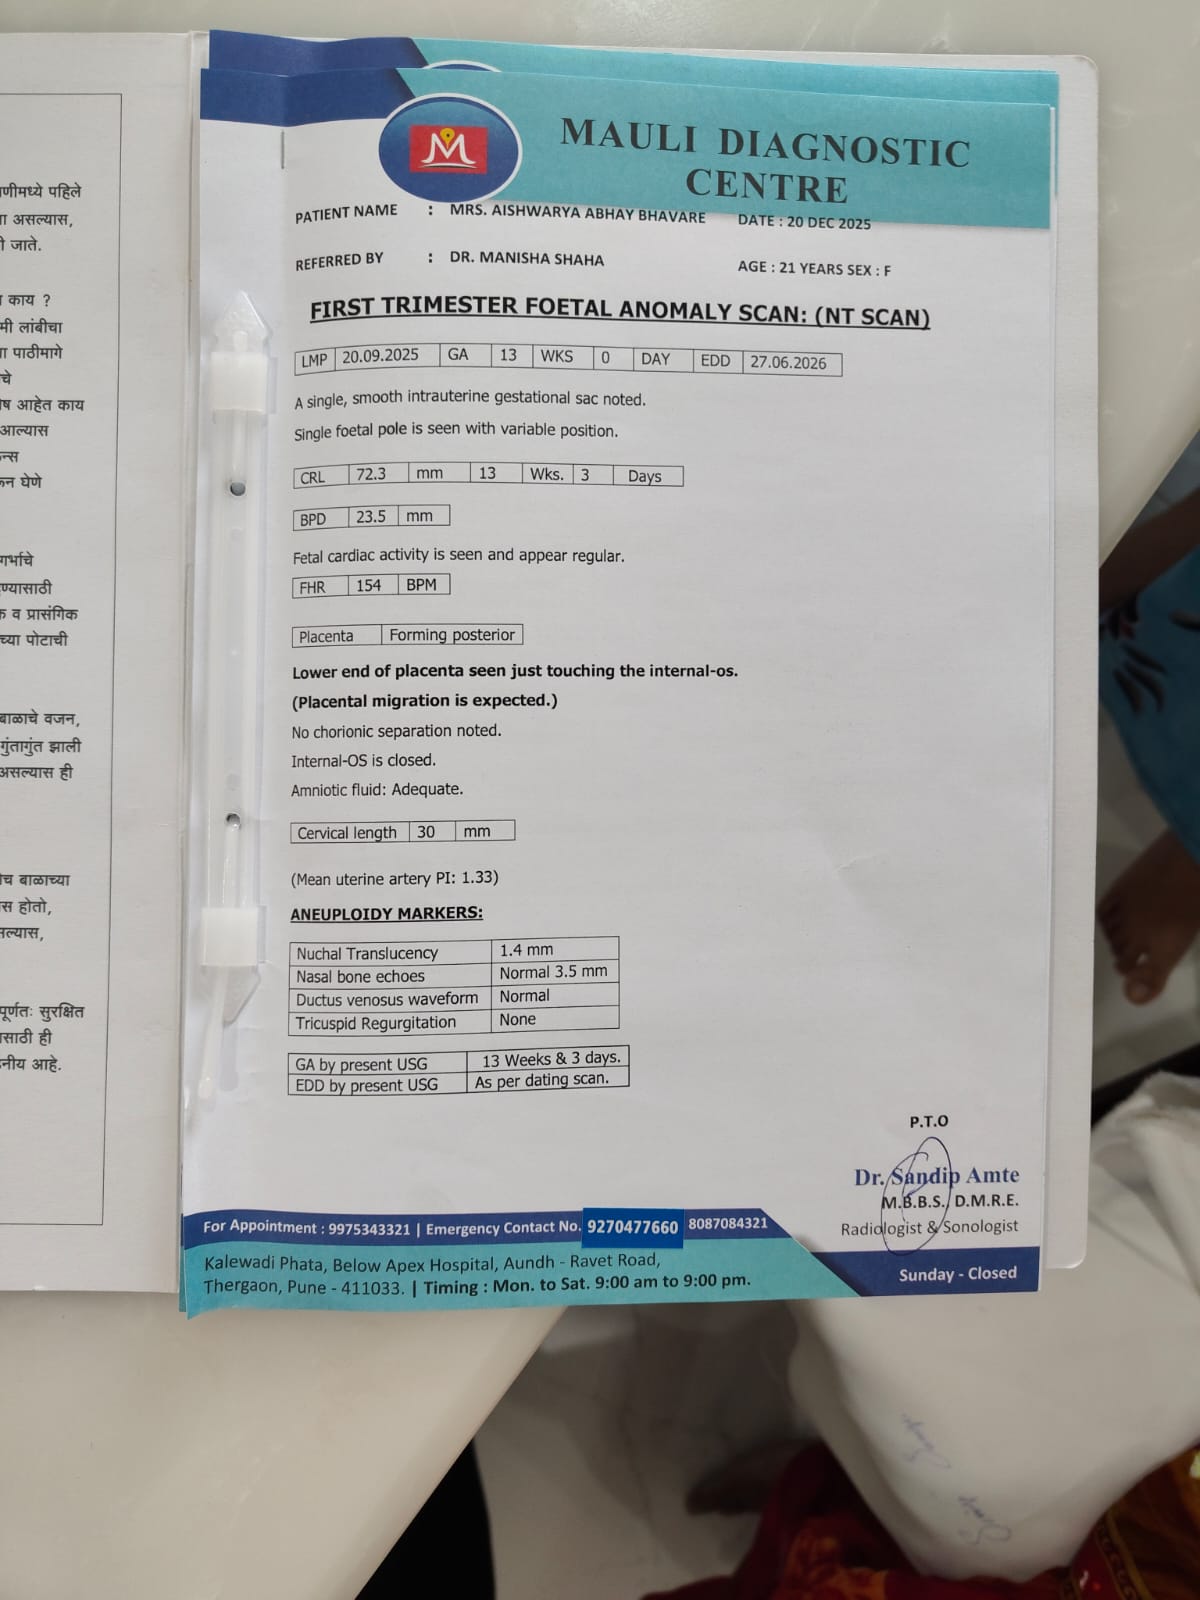 णीमध्ये पहिले
असल्यास,
जाते.
काय ?
मी लांबीचा
पाठीमागे
चे
आहेत काय
आल्यास
न्स
घेणे
गर्भाचे
ण्यासाठी
व प्रासंगिक
च्या पोटाची
बाळाचे वजन,
गुंतागुंत झाली
असल्यास ही
च बाळाच्या
स होतो,
सल्यास,
पूर्णतः सुरक्षित
साठी ही
नीय आहे.
M
MAULI DIAGNOSTIC
CENTRE
PATIENT NAME : MRS. AISHWARYA ABHAY BHAVARE DATE : 20 DEC 2025
REFERRED BY : DR. MANISHA SHAHA AGE : 21 YEARS SEX : F
FIRST TRIMESTER FOETAL ANOMALY SCAN: (NT SCAN)
LMP 20.09.2025 GA 13 WKS 0 DAY EDD 27.06.2026
A single, smooth intrauterine gestational sac noted.
Single foetal pole is seen with variable position.
CRL 72.3 mm 13 Wks. 3 Days
BPD 23.5 mm
Fetal cardiac activity is seen and appear regular.
FHR 154 BPM
Placenta Forming posterior
Lower end of placenta seen just touching the internal-os.
(Placental migration is expected.)
No chorionic separation noted.
Internal-OS is closed.
Amniotic fluid: Adequate.
Cervical length 30 mm
(Mean uterine artery PI: 1.33)
ANEUPLOIDY MARKERS:
Nuchal Translucency 1.4 mm
Nasal bone echoes Normal 3.5 mm
Ductus venosus waveform Normal
Tricuspid Regurgitation None
GA by present USG 13 Weeks & 3 days.
EDD by present USG As per dating scan.
P.T.O
Dr. Sandip Amte
M.B.B.S. D.M.R.E.
Radiologist & Sonologist
For Appointment : 9975343321 | Emergency Contact No. 9270477660 8087084321
Kalewadi Phata, Below Apex Hospital, Aundh - Ravet Road,
Thergaon, Pune - 411033. | Timing : Mon. to Sat. 9:00 am to 9:00 pm.
Sunday - Closed